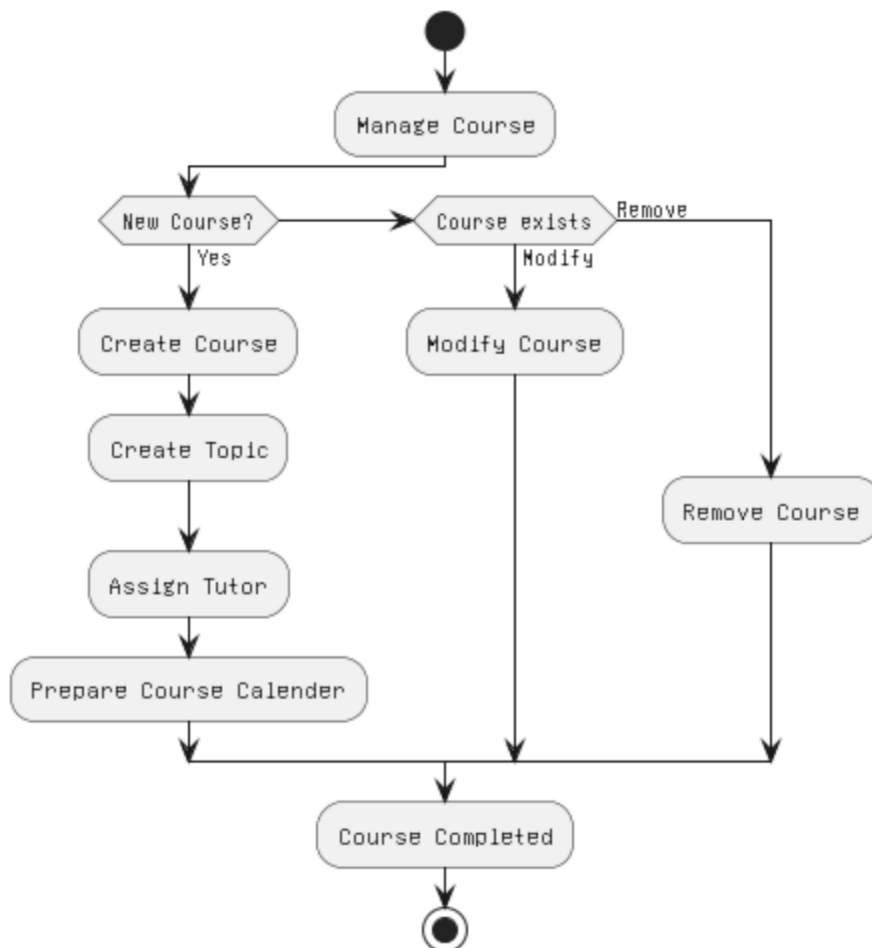 Manage Course
New Course?
Course exists
Remove
Yes
Modify
Create Course
Modify Course
Create Topic
Remove Course
Assign Tutor
Prepare Course Calender
Course Completed